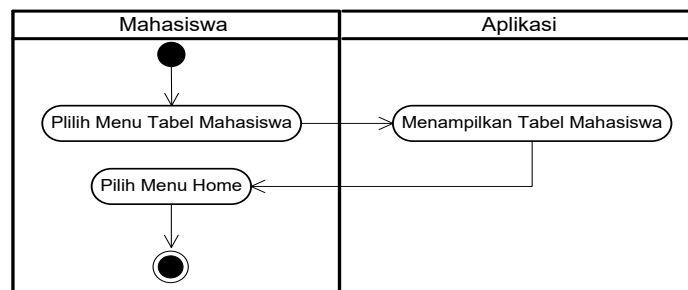 Mahasiswa
Aplikasi
Plilih Menu Tabel Mahasiswa
Menampilkan Tabel Mahasiswa
Pilih Menu Home